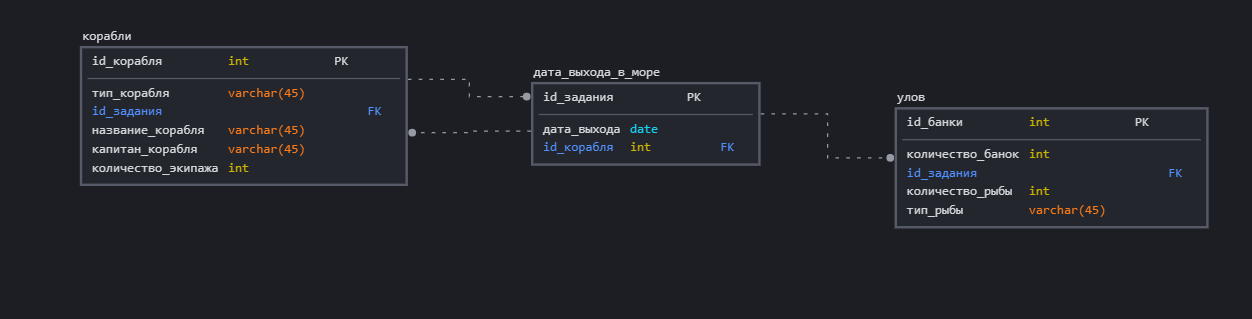 корабли
id_корабля int PK
тип_корабля varchar(45)
id_задания FK
название_корабля varchar(45)
капитан_корабля varchar(45)
количество_экипажа int
дата_выхода_в_море
id_задания PK
дата_выхода date
id_корабля int FK
улов
id_банки int PK
количество_банок int
id_задания FK
количество_рыбы int
тип_рыбы varchar(45)